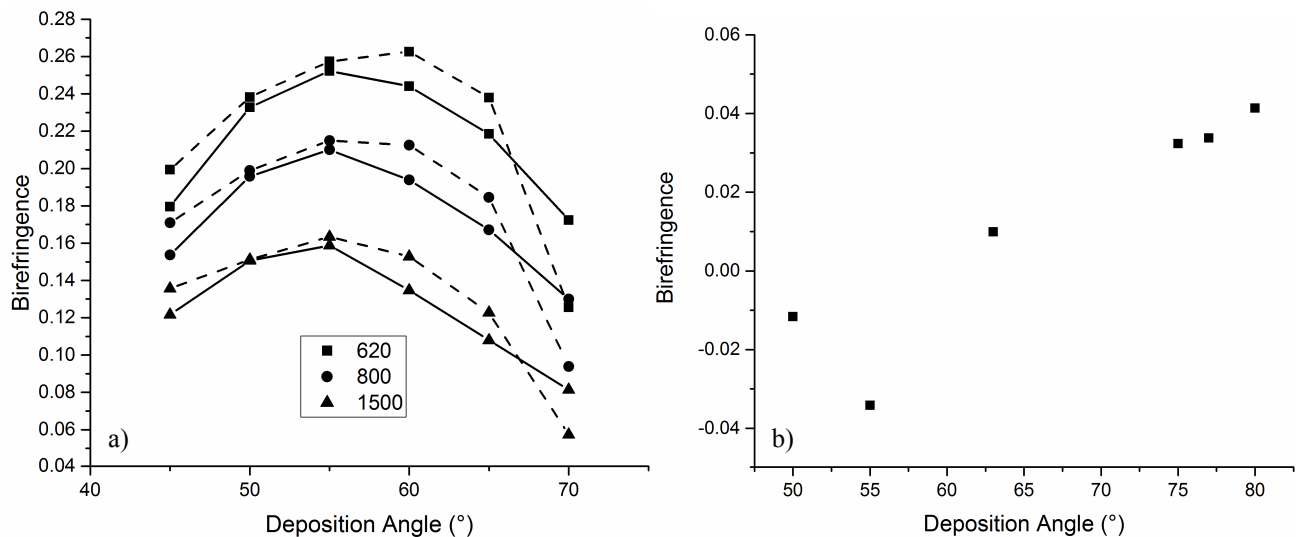 0.28
0.26
0.24
0.22
0.20
0.18
0.16
0.14
0.12
0.10
0.08
0.06
0.04
Birefringence
620
800
1500
a)
40 50 60 70
Deposition Angle (°)
0.06
0.04
0.02
0.00
-0.02
-0.04
Birefringence
b)
50 55 60 65 70 75 80
Deposition Angle (°)